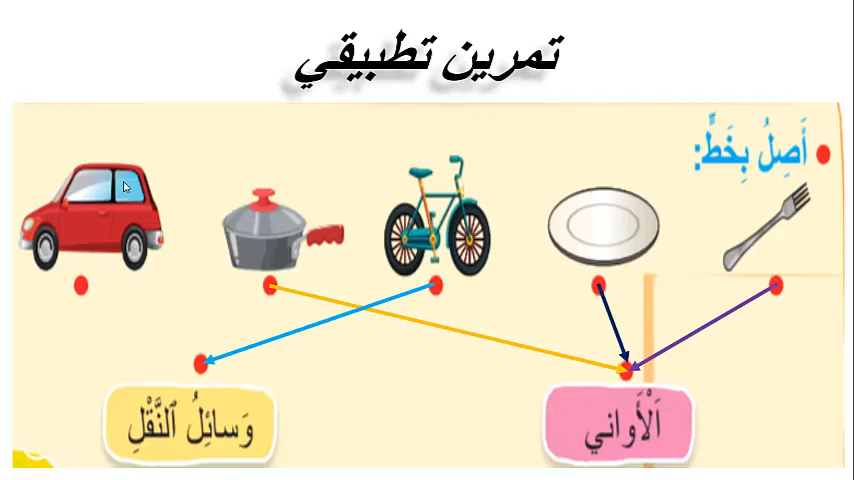 تمرين تطبيقي
أَصِلُ بِخَطٍّ:
اَلْأَواني
وَسائِلُ ٱلنَّقْلِ